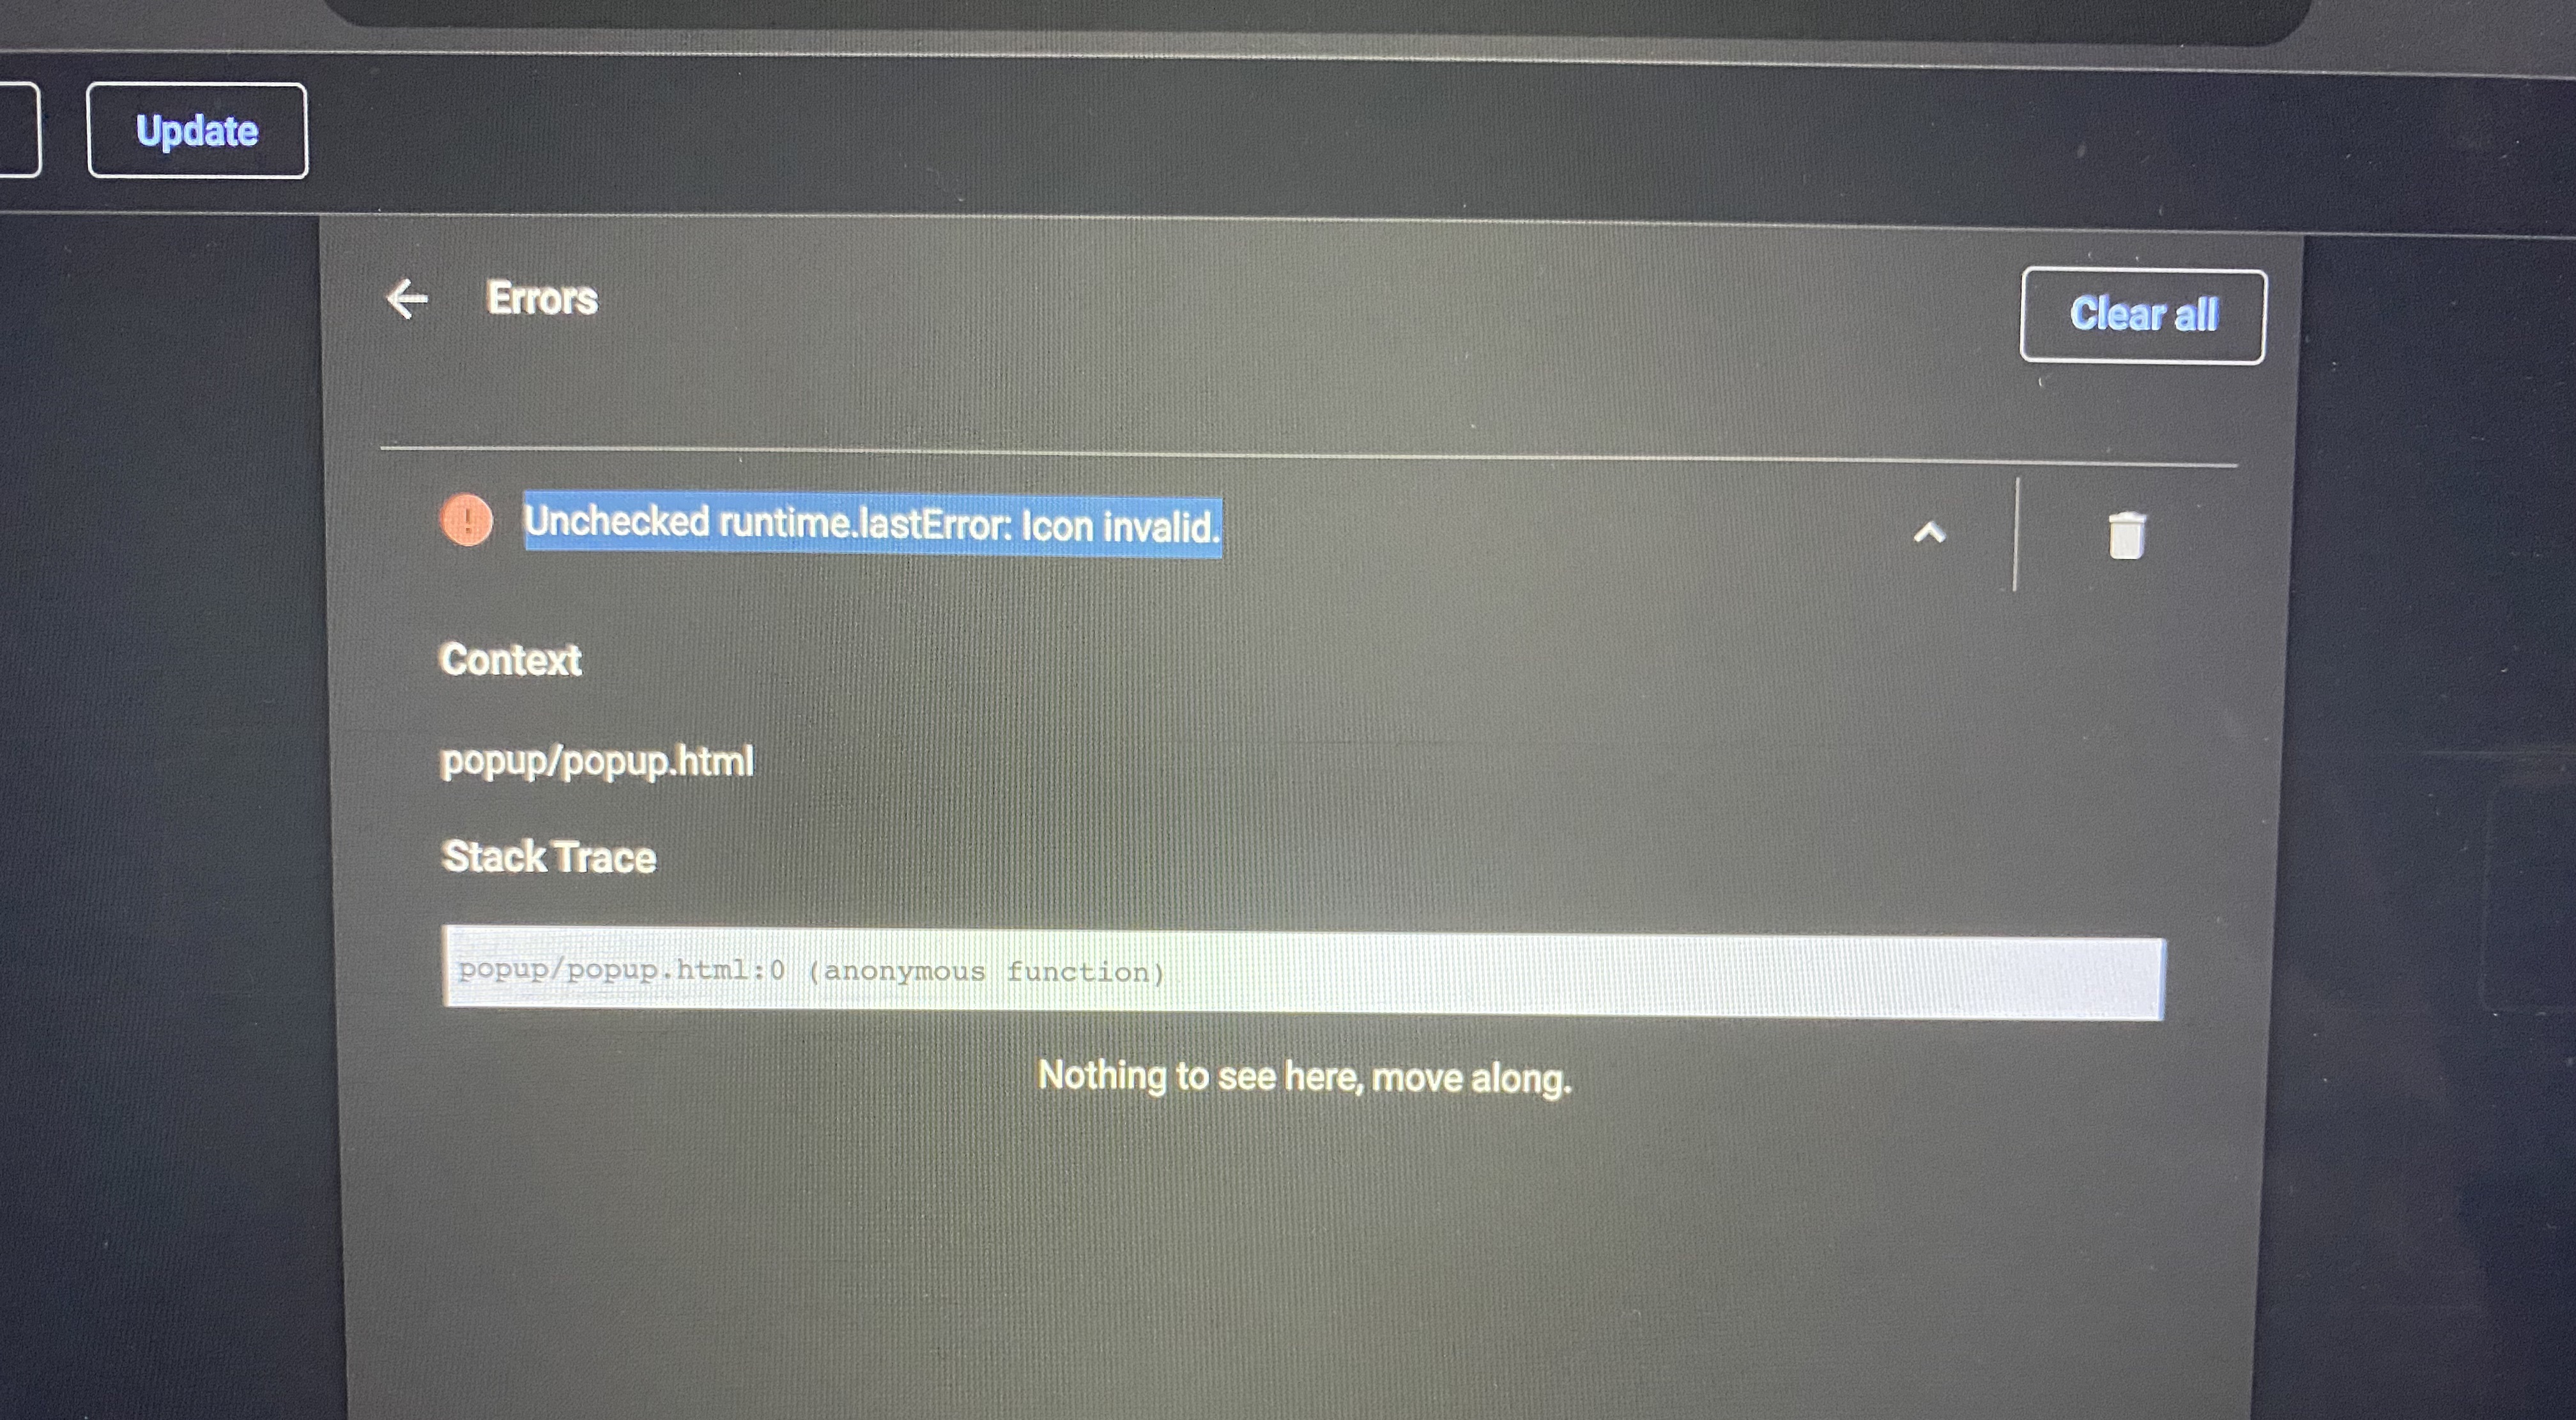 Update
Errors
Clear all
Unchecked runtime.lastError: Icon invalid.
Context
popup/popup.html
Stack Trace
popup/popup.html:0 (anonymous function)
Nothing to see here, move along.